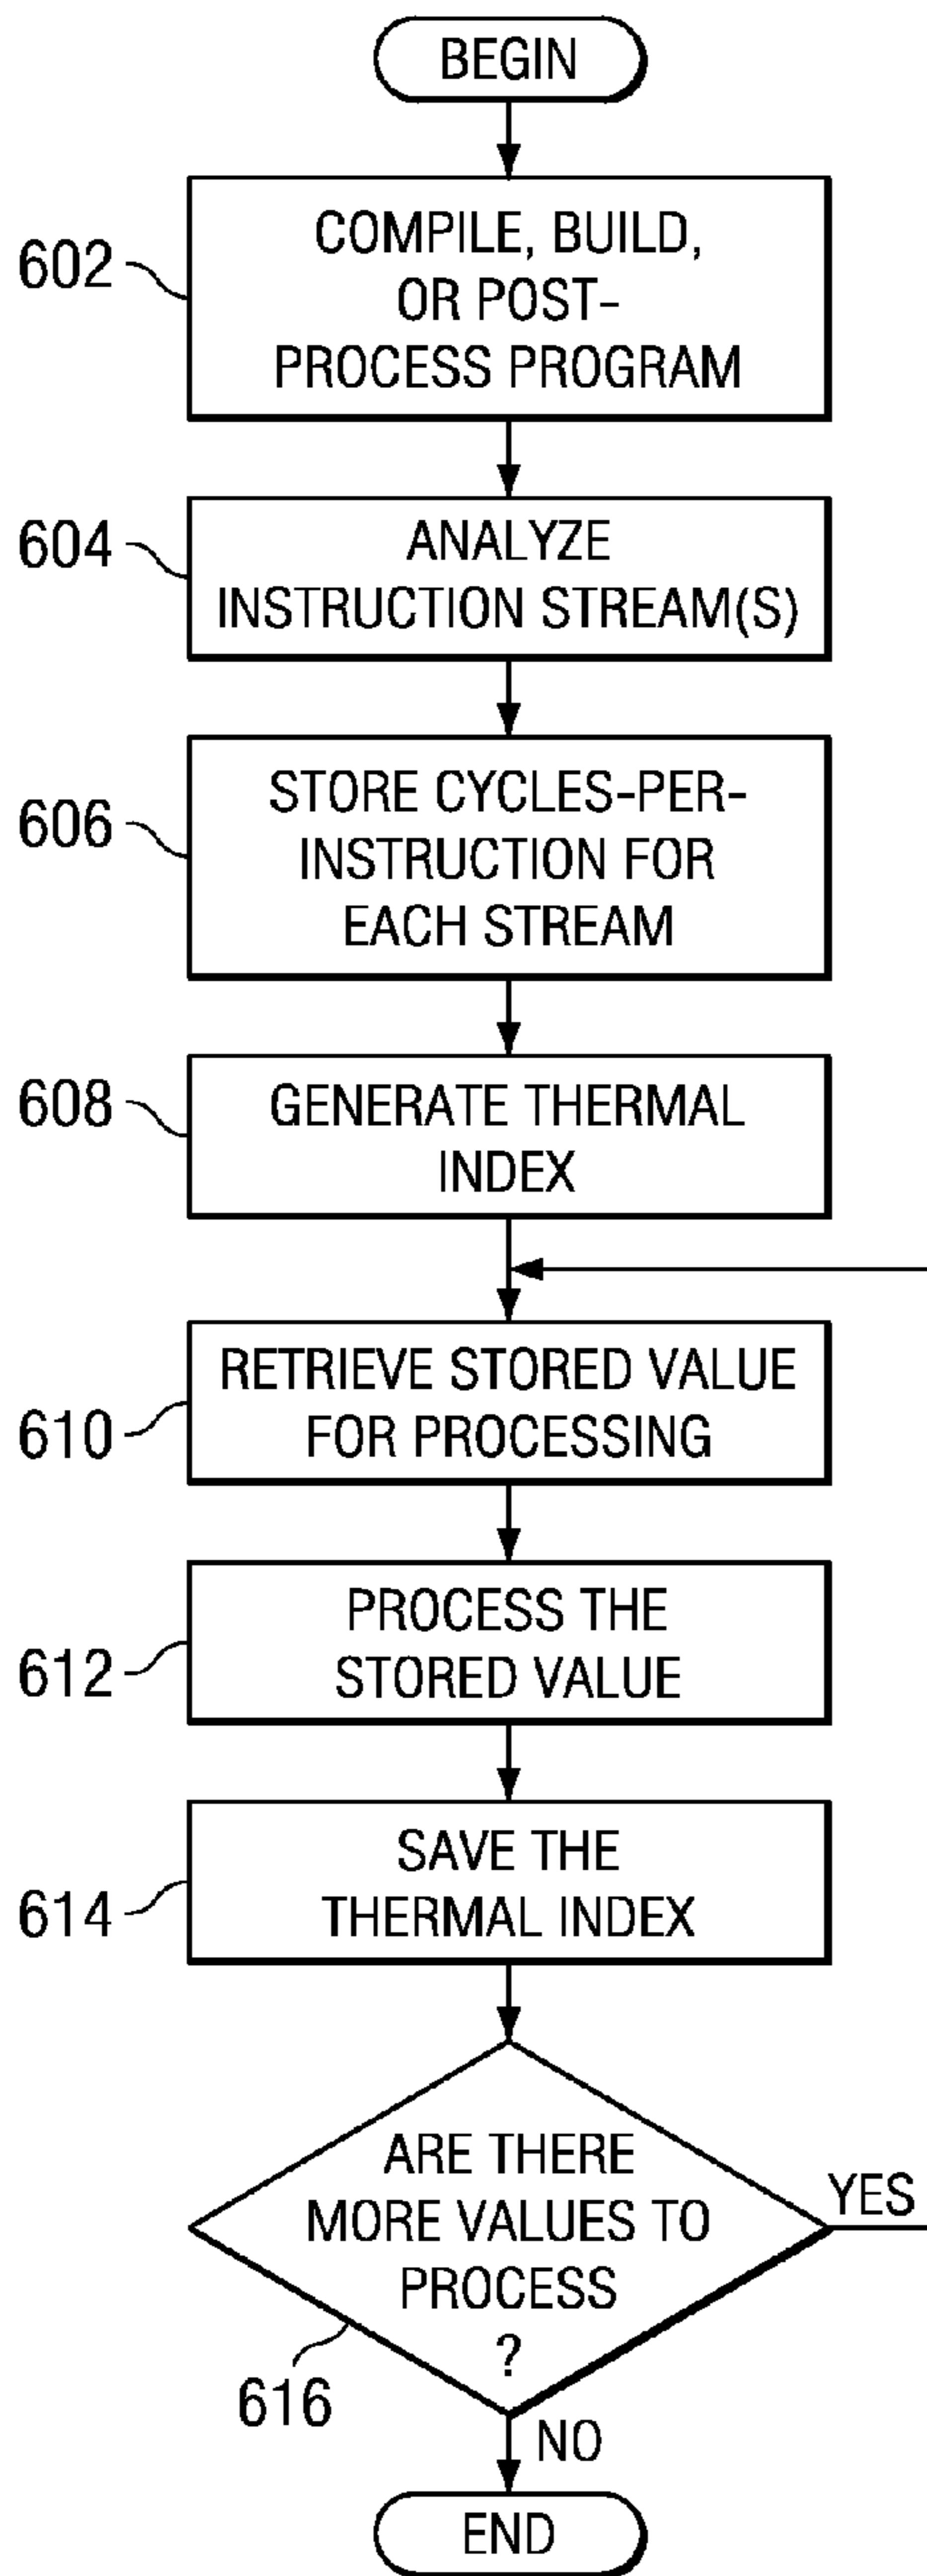 BEGIN
602
COMPILE, BUILD,
OR POST-
PROCESS PROGRAM
604
ANALYZE
INSTRUCTION STREAM(S)
606
STORE CYCLES-PER-
INSTRUCTION FOR
EACH STREAM
608
GENERATE THERMAL
INDEX
610
RETRIEVE STORED VALUE
FOR PROCESSING
612
PROCESS THE
STORED VALUE
614
SAVE THE
THERMAL INDEX
ARE THERE
MORE VALUES TO
PROCESS
?
YES
616
NO
END